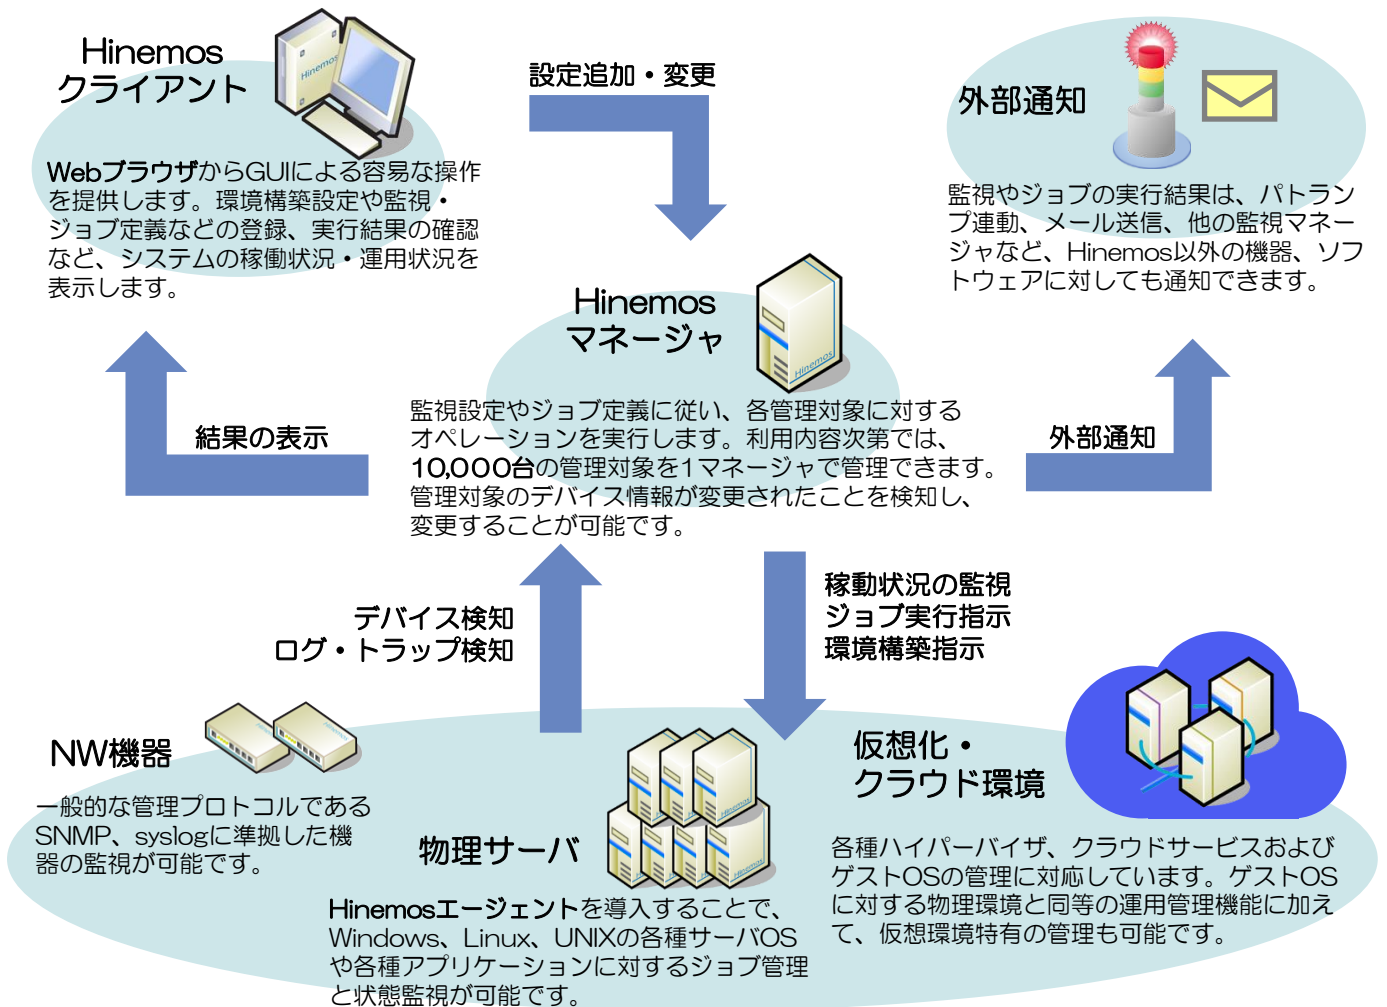 Hinemos
クライアント
Hinemos
WebブラウザからGUIによる容易な操作
を提供します。環境構築設定や監視・
ジョブ定義などの登録、実行結果の確認
など、システムの稼働状況・運用状況を
表示します。
設定追加・変更
外部通知
監視やジョブの実行結果は、パトラン
プ連動、メール送信、他の監視マネー
ジャなど、Hinemos以外の機器、ソフ
トウェアに対しても通知できます。
Hinemos
マネージャ
Hinemos
監視設定やジョブ定義に従い、各管理対象に対する
オペレーションを実行します。利用内容次第では、
10,000台の管理対象を1マネージャで管理できます。
管理対象のデバイス情報が変更されたことを検知し、
変更することが可能です。
結果の表示
外部通知
デバイス検知
ログ・トラップ検知
稼動状況の監視
ジョブ実行指示
環境構築指示
NW機器
Hinemos
Hinemos
一般的な管理プロトコルである
SNMP、syslogに準拠した機
器の監視が可能です。
物理サーバ
Hinemosエージェントを導入することで、
Windows、Linux、UNIXの各種サーバOS
や各種アプリケーションに対するジョブ管理
と状態監視が可能です。
仮想化・
クラウド環境
各種ハイパーバイザ、クラウドサービスおよび
ゲストOSの管理に対応しています。ゲストOS
に対する物理環境と同等の運用管理機能に加え
て、仮想環境特有の管理も可能です。